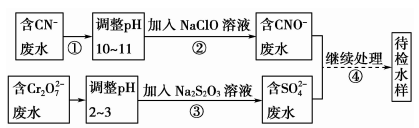 含CN⁻
废水
①
调整pH
10~11
加入 NaClO 溶液
②
含CNO⁻
废水
含Cr₂O₇²⁻
废水
调整pH
2~3
加入 Na₂S₂O₃ 溶液
③
含SO₄²⁻
废水
继续处理
④
待
检
水
样